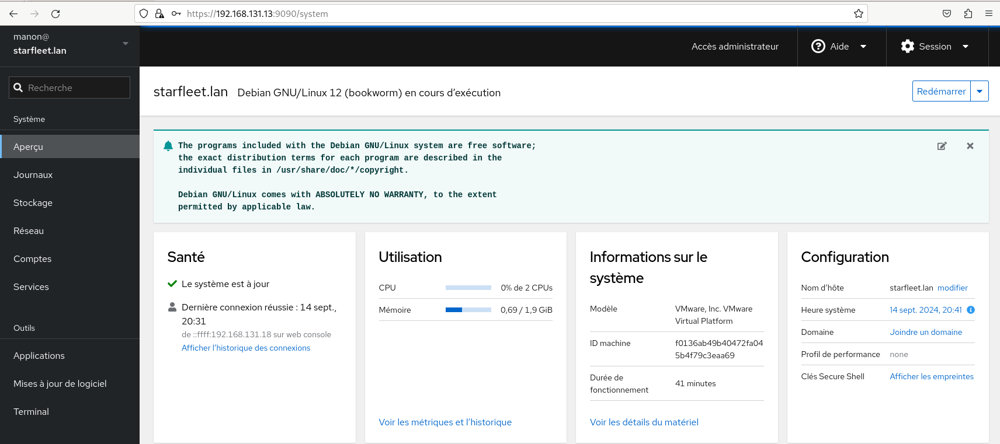 https://192.168.131.13:9090/system
manon@
starfleet.lan
Accès administrateur
Aide
Session
Recherche
Système
Aperçu
Journaux
Stockage
Réseau
Comptes
Services
Outils
Applications
Mises à jour de logiciel
Terminal
starfleet.lan Debian GNU/Linux 12 (bookworm) en cours d'exécution
Redémarrer
The programs included with the Debian GNU/Linux system are free software;
the exact distribution terms for each program are described in the
individual files in /usr/share/doc/*/copyright.
Debian GNU/Linux comes with ABSOLUTELY NO WARRANTY, to the extent
permitted by applicable law.
Santé
Le système est à jour
Dernière connexion réussie : 14 sept.,
20:31
de ::ffff:192.168.131.18 sur web console
Afficher l'historique des connexions
Utilisation
CPU 0% de 2 CPUs
Mémoire 0,69 / 1,9 GiB
Voir les métriques et l'historique
Informations sur le
système
Modèle VMware, Inc. VMware
Virtual Platform
ID machine f0136ab49b40472fa04
5b4f79c3eaa69
Durée de
fonctionnement 41 minutes
Voir les détails du matériel
Configuration
Nom d'hôte starfleet.lan modifier
Heure système 14 sept. 2024, 20:41
Domaine Joindre un domaine
Profil de performance none
Clés Secure Shell Afficher les empreintes